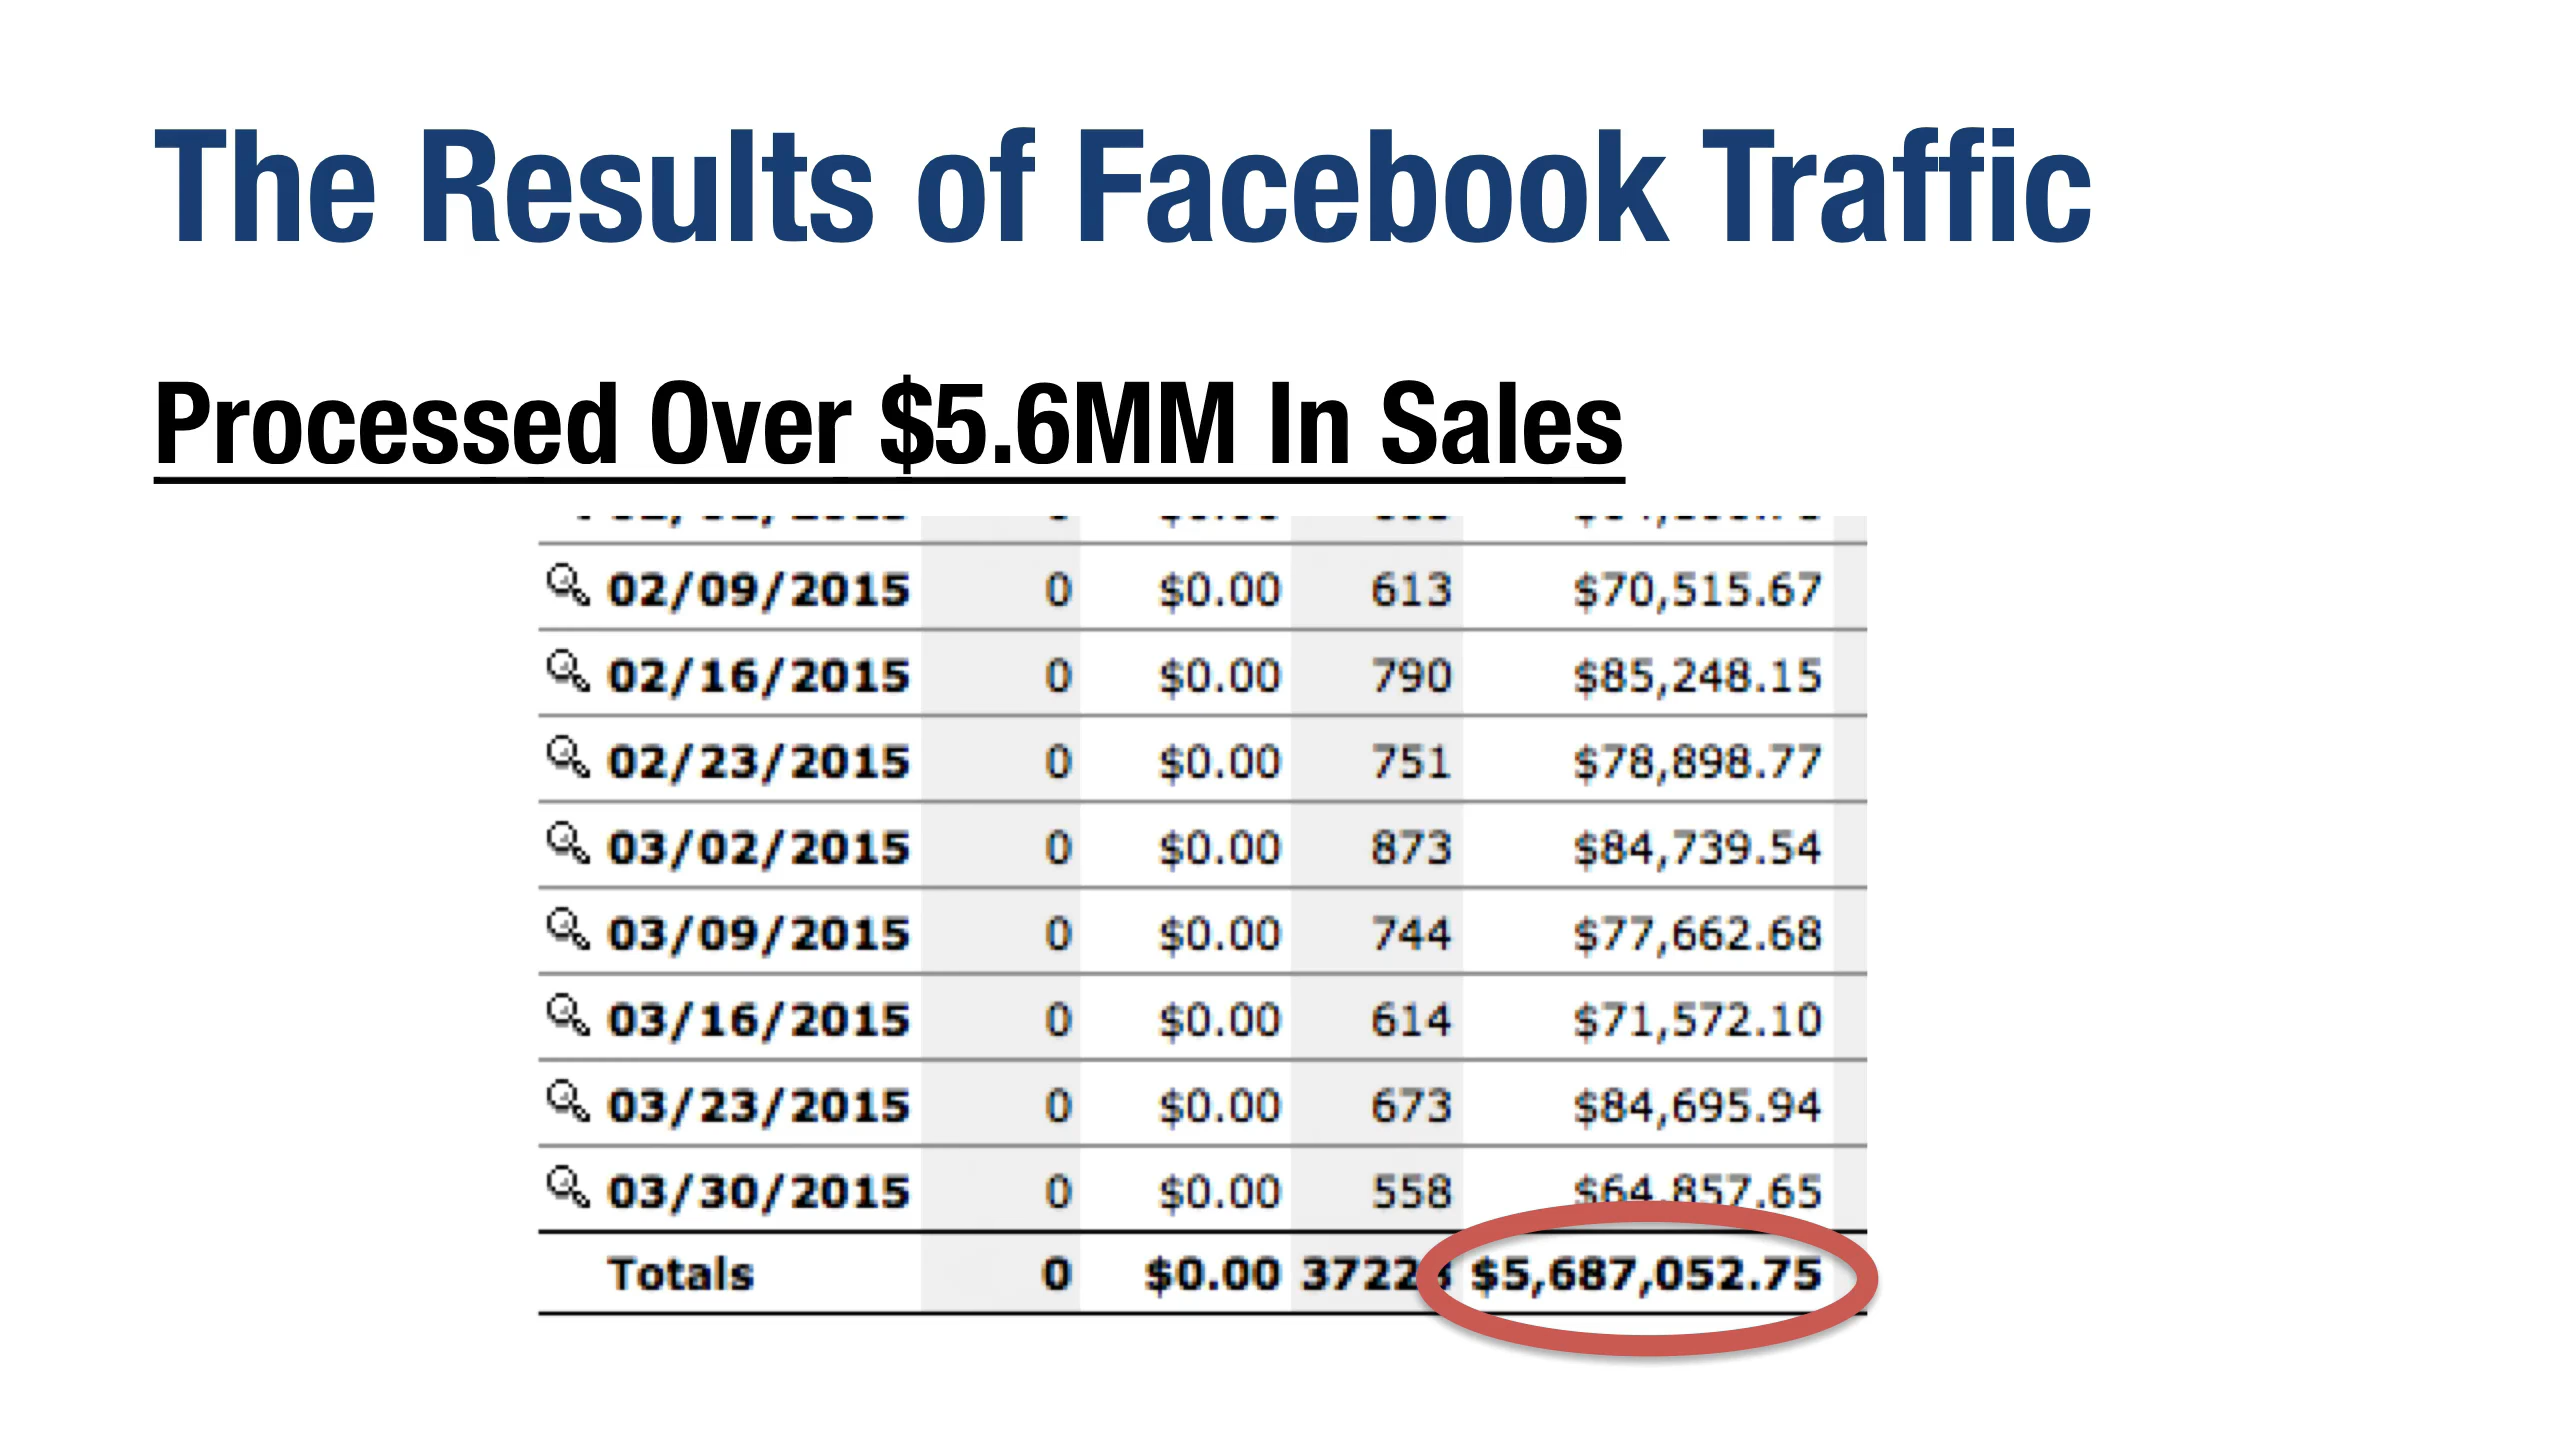 The Results of Facebook Traffic
Processed Over $5.6MM In Sales
02/09/2015 0 $0.00 613 $70,515.67
02/16/2015 0 $0.00 790 $85,248.15
02/23/2015 0 $0.00 751 $78,898.77
03/02/2015 0 $0.00 873 $84,739.54
03/09/2015 0 $0.00 744 $77,662.68
03/16/2015 0 $0.00 614 $71,572.10
03/23/2015 0 $0.00 673 $84,695.94
03/30/2015 0 $0.00 558 $64,857.65
Totals 0 $0.00 $5,687,052.75